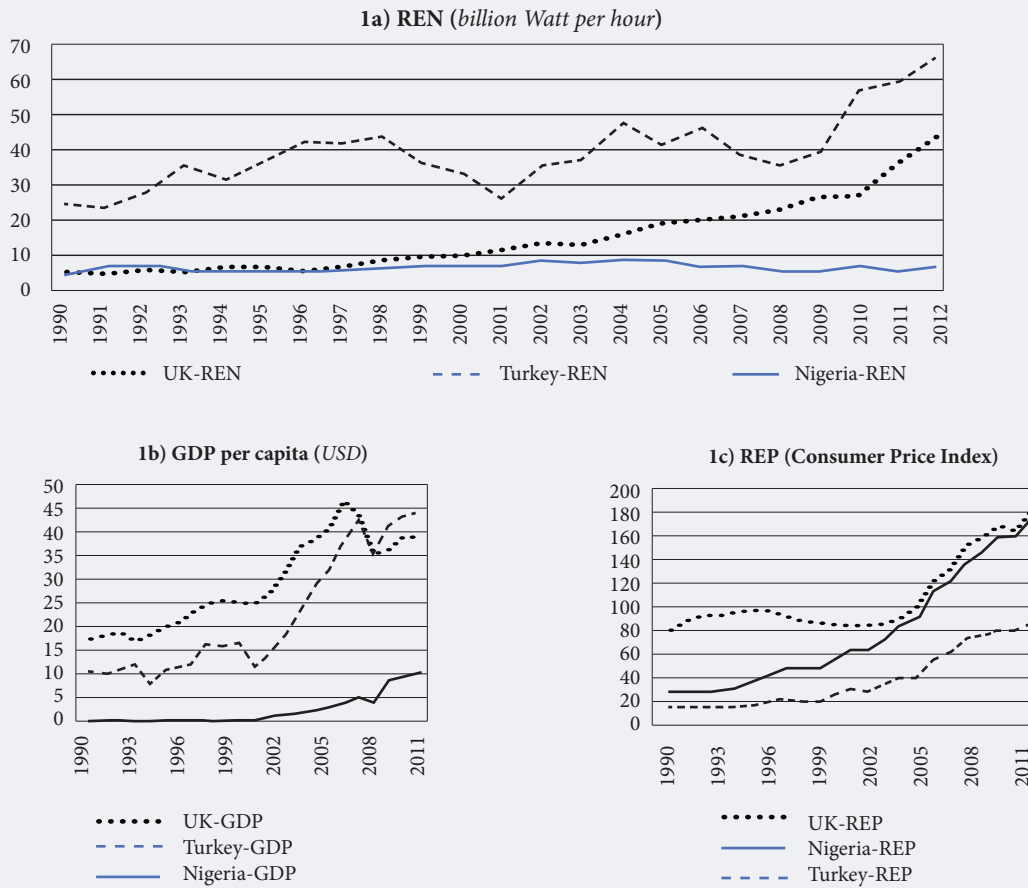 1a) REN (billion Watt per hour)
70
60
50
40
30
20
10
0
1990 1991 1992 1993 1994 1995 1996 1997 1998 1999 2000 2001 2002 2003 2004 2005 2006 2007 2008 2009 2010 2011 2012
UK-REN Turkey-REN Nigeria-REN
1b) GDP per capita (USD)
50
45
40
35
30
25
20
15
10
5
0
1990 1993 1996 1999 2002 2005 2008 2011
UK-GDP
Turkey-GDP
Nigeria-GDP
1c) REP (Consumer Price Index)
200
180
160
140
120
100
80
60
40
20
0
1990 1993 1996 1999 2002 2005 2008 2011
UK-REP
Nigeria-REP
Turkey-REP